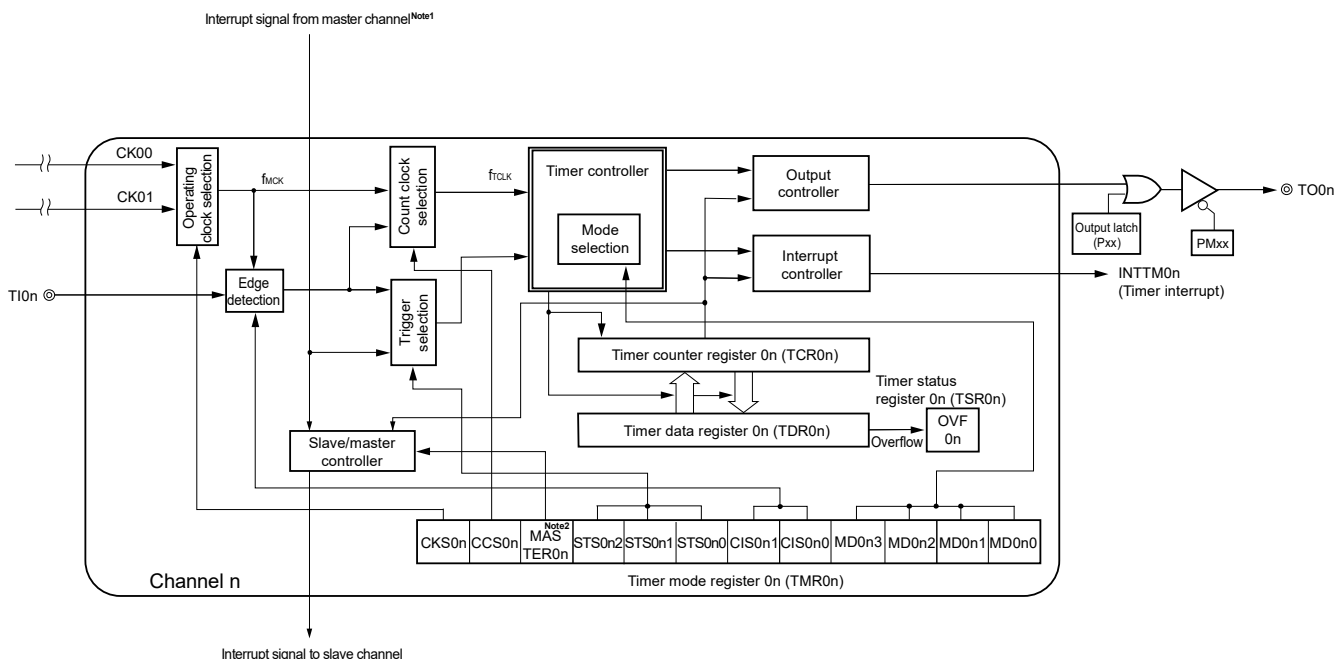 Interrupt signal from master channel Note1
CK00
CK01
Operating
clock selection
fMCK
Count clock
selection
fTCLK
Timer controller
Mode
selection
Output
controller
Interrupt
controller
Output latch
(Pxx)
PMxx
TO0n
INTTM0n
(Timer interrupt)
TI0n
Edge
detection
Trigger
selection
Timer counter register 0n (TCR0n)
Timer status
register 0n (TSR0n)
Timer data register 0n (TDR0n)
Overflow
OVF
0n
Slave/master
controller
CKS0n
CCS0n
Note2
MAS
TER0n
STS0n2
STS0n1
STS0n0
CIS0n1
CIS0n0
MD0n3
MD0n2
MD0n1
MD0n0
Channel n
Timer mode register 0n (TMR0n)
Interrupt signal to slave channel